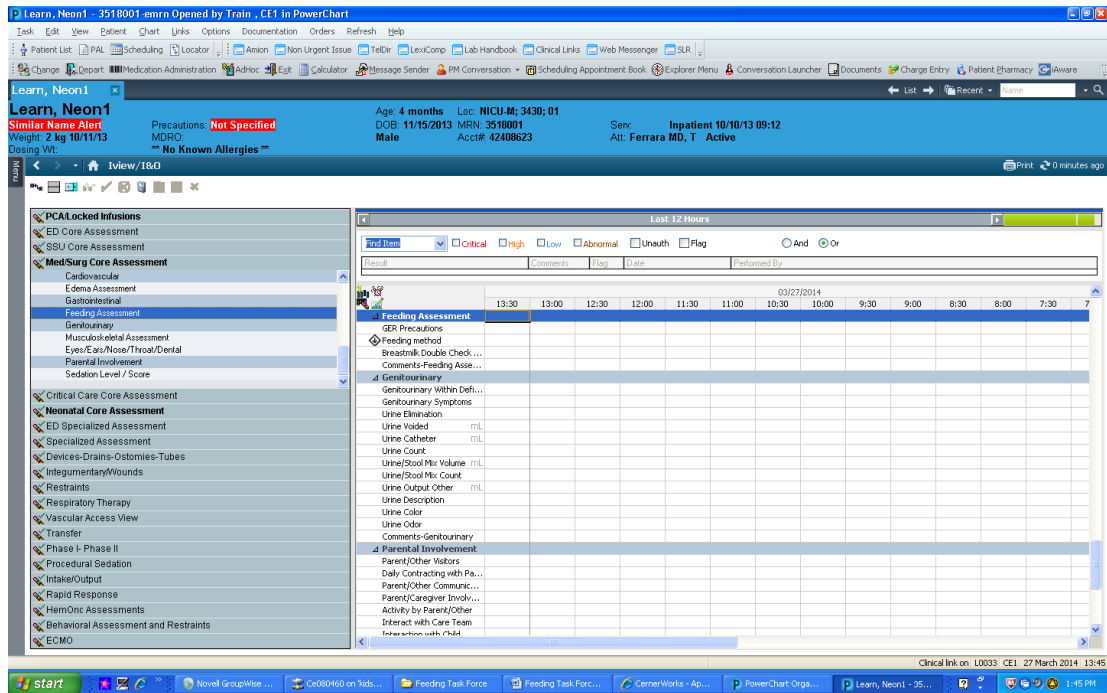 Learn, Neon1 - 3518001-emrn Opened by Train , CE1 in PowerChart
Task Edit View Patient Chart Links Options Documentation Orders Refresh Help
Patient List PAL Scheduling Locator Amion Non Urgent Issue TelDir LexiComp Lab Handbook Clinical Links Web Messenger SLR
Change Depart Medication Administration AdHoc Exit Calculator Message Sender PM Conversation Scheduling Appointment Book Explorer Menu Conversation Launcher Documents Charge Entry Patient Pharmacy iAware
Learn, Neon1 List Recent Name
Learn, Neon1 Age: 4 months Loc: NICU-M; 3430; 01
Similar Name Alert Precautions: Not Specified DOB: 11/15/2013 MRN: 3518001 Serv: Inpatient 10/10/13 09:12
Weight: 2 kg 10/11/13 MDRO: Male Acct#: 42408623 Att: Ferrara MD, T Active
Dosing Wt: ** No Known Allergies **
Menu Iview/I&O Print 0 minutes ago
PCA/Locked Infusions
ED Core Assessment
SSU Core Assessment
Med/Surg Core Assessment
Cardiovascular
Edema Assessment
Gastrointestinal
Feeding Assessment
Genitourinary
Musculoskeletal Assessment
Eyes/Ears/Nose/Throat/Dental
Parental Involvement
Sedation Level / Score
Critical Care Core Assessment
Neonatal Core Assessment
ED Specialized Assessment
Specialized Assessment
Devices-Drains-Ostomies-Tubes
Integumentary/Wounds
Restraints
Respiratory Therapy
Vascular Access View
Transfer
Phase I- Phase II
Procedural Sedation
Intake/Output
Rapid Response
HemOnc Assessments
Behavioral Assessment and Restraints
ECMO
Last 12 Hours
Find Item Critical High Low Abnormal Unauth Flag And Or
Result Comments Flag Date Performed By
03/27/2014
13:30 13:00 12:30 12:00 11:30 11:00 10:30 10:00 9:30 9:00 8:30 8:00 7:30 7
Feeding Assessment
GER Precautions
Feeding method
Breastmilk Double Check ...
Comments-Feeding Asse...
Genitourinary
Genitourinary Within Defi...
Genitourinary Symptoms
Urine Elimination
Urine Voided mL
Urine Catheter mL
Urine Count
Urine/Stool Mix Volume mL
Urine/Stool Mix Count
Urine Output Other mL
Urine Description
Urine Color
Urine Odor
Comments-Genitourinary
Parental Involvement
Parent/Other Visitors
Daily Contracting with Pa...
Parent/Other Communic...
Parent/Caregiver Involv...
Activity by Parent/Other
Interact with Care Team
Interaction with Child
Clinical link on L0033 CE1 27 March 2014 13:45
start Novell GroupWise ... Ce080460 on 'kids... Feeding Task Force Feeding Task Forc... CernerWorks - Ap... PowerChart Orga... Learn, Neon1 - 35... 1:45 PM